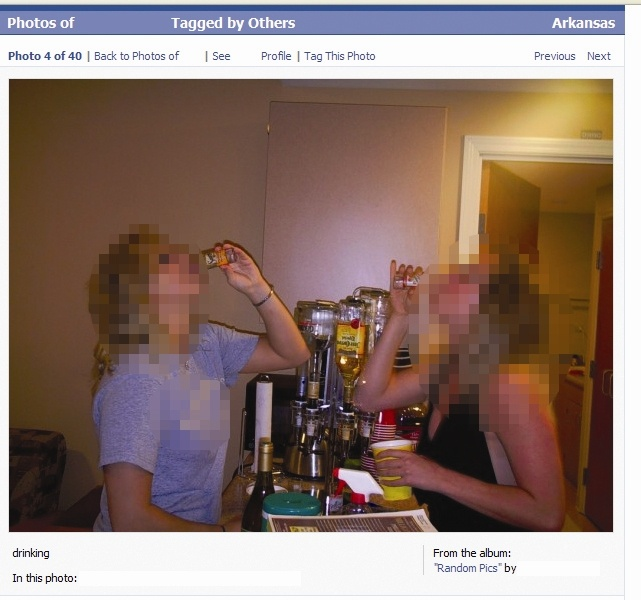 Photos of Tagged by Others Arkansas
Photo 4 of 40 | Back to Photos of | See Profile | Tag This Photo Previous Next
drinking
In this photo:
From the album:
"Random Pics" by